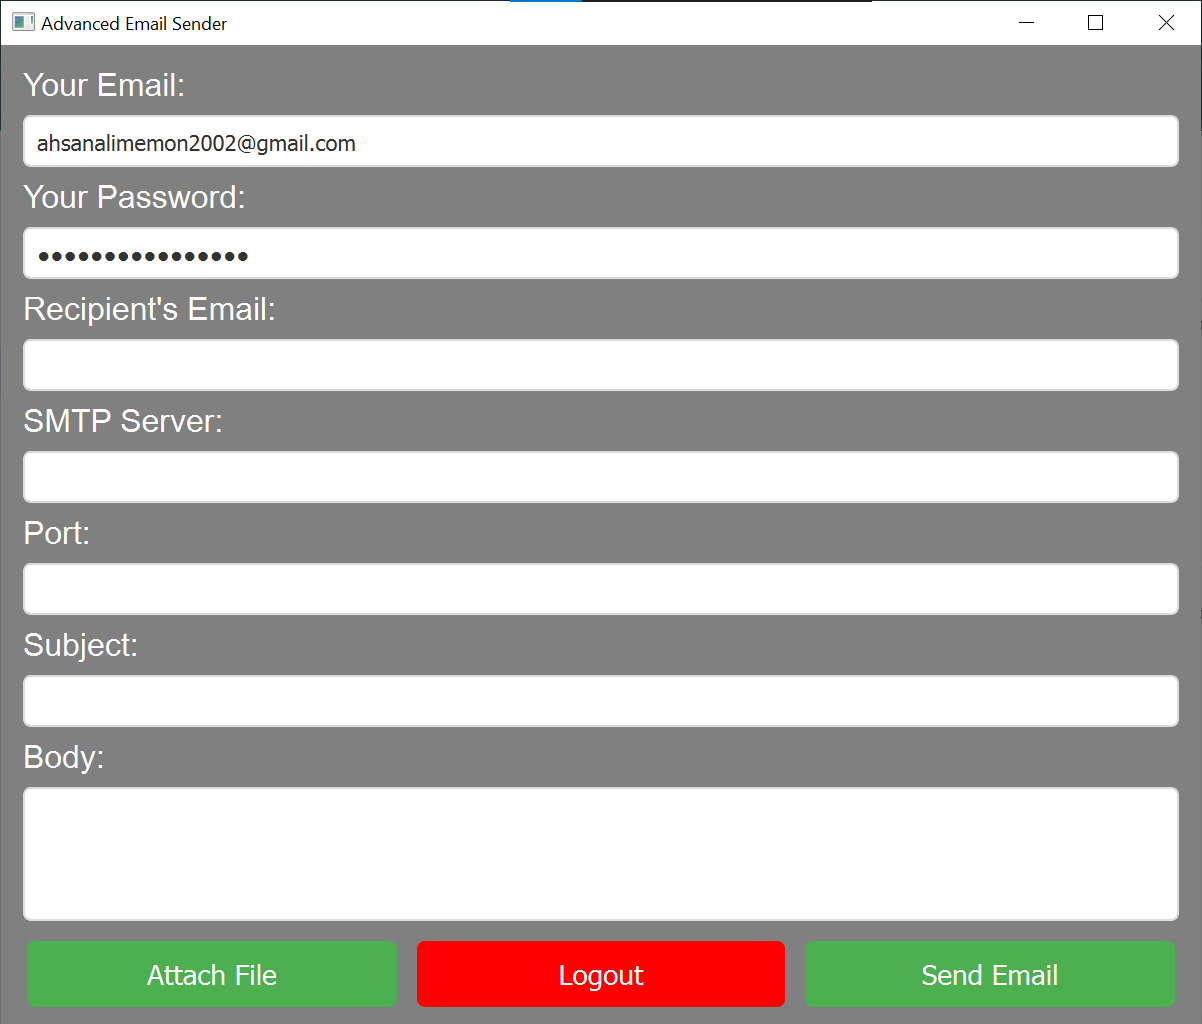 Advanced Email Sender
Your Email:
ahsanalimemon2002@gmail.com
Your Password:
••••••••••••••••
Recipient's Email:
SMTP Server:
Port:
Subject:
Body:
Attach File
Logout
Send Email